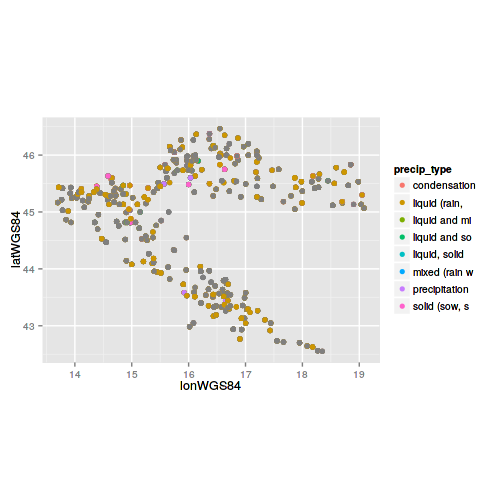 46
45
44
43
latWGS84
14
15
16
17
18
19
lonWGS84
precip_type
condensation
liquid (rain,
liquid and mi
liquid and so
liquid, solid
mixed (rain w
precipitation
solid (sow, s